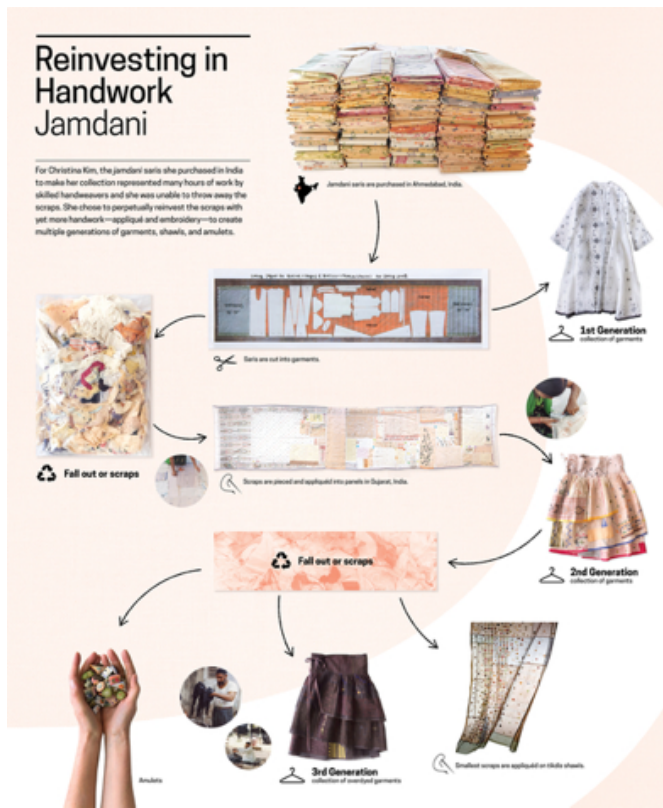 Reinvesting in
Handwork
Jamdani
For Christina Kim, the jamdani saris she purchased in India
to make her collection represented many hours of work by
skilled handweavers and she was unable to throw away the
scraps. She chose to perpetually reinvest the scraps with
yet more handwork—appliqué and embroidery—to create
multiple generations of garments, shawls, and amulets.
Jamdani saris are purchased in Ahmedabad, India.
1st Generation
collection of garments
Saris are cut into garments.
Fall out or scraps
Scraps are pieced and appliquéd into panels in Gujarat, India.
2nd Generation
collection of garments
Fall out or scraps
Amulets
3rd Generation
collection of overdyed garments
Smallest scraps are appliquéd on tikdis shawls.